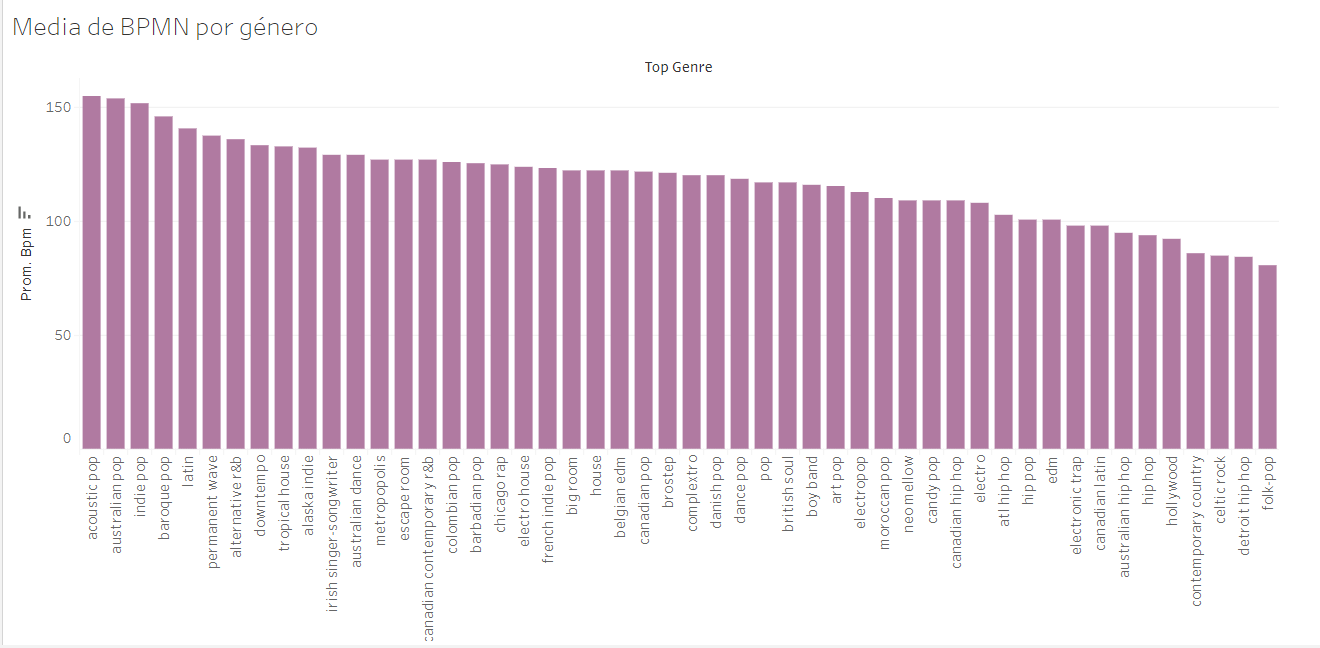 Media de BPMN por género
Top Genre
Prom. Bpm
150
100
50
0
acoustic pop
australian pop
indie pop
baroque pop
latin
permanent wave
alternative r&b
downtempo
tropical house
alaska indie
irish singer-songwriter
australian dance
metropopolis
escape room
canadian contemporary r&b
colombian pop
barbadian pop
chicago rap
electro house
french indie pop
big room
house
belgian edm
canadian pop
brostep
complextro
danish pop
dance pop
pop
british soul
boy band
art pop
electropop
moroccan pop
neo mellow
candy pop
canadian hip hop
electro
atl hip hop
hip pop
edm
electronic trap
canadian latin
australian hip hop
hip hop
hollywood
contemporary country
celtic rock
detroit hip hop
folk-pop